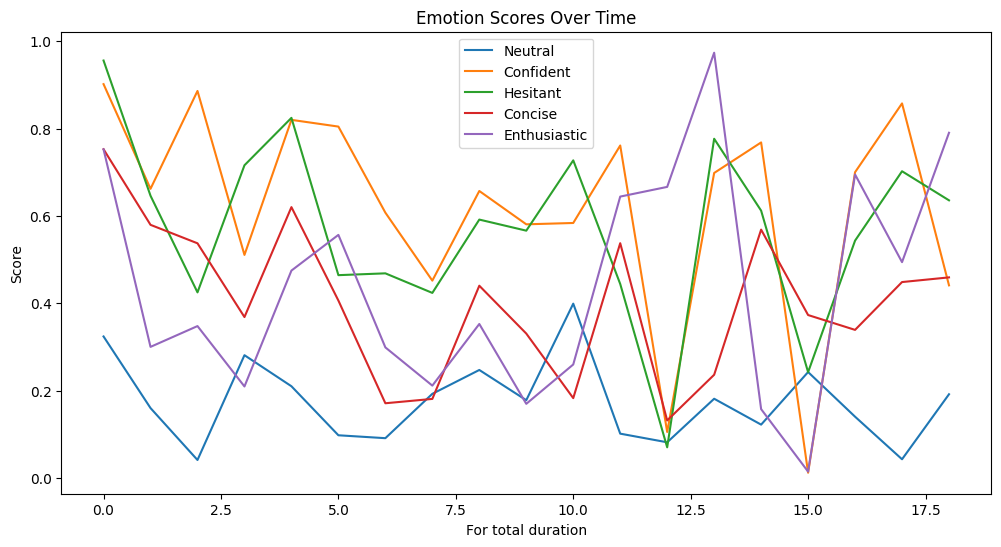 Emotion Scores Over Time
Neutral
Confident
Hesitant
Concise
Enthusiastic
Score
1.0
0.8
0.6
0.4
0.2
0.0
0.0 2.5 5.0 7.5 10.0 12.5 15.0 17.5
For total duration